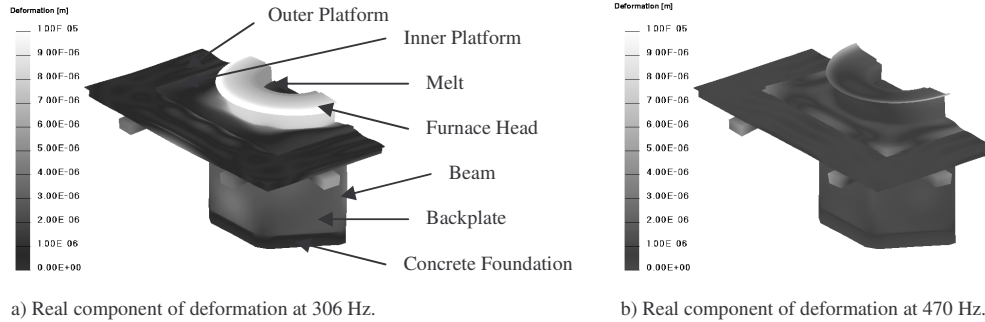 Deformation [m]
1.00F 05
9.00F-06
8.00E-06
7.00E-06
6.00E-06
5.00E-06
4.00E-06
3.00E-06
2.00E-06
1.00E 06
0.00E+00
Outer Platform
Inner Platform
Melt
Furnace Head
Beam
Backplate
Concrete Foundation
a) Real component of deformation at 306 Hz.
Deformation [m]
1.00F 05
9.00F-06
8.00E-06
7.00E-06
6.00E-06
5.00E-06
4.00E-06
3.00E-06
2.00E-06
1.00E 06
0.00E+00
b) Real component of deformation at 470 Hz.